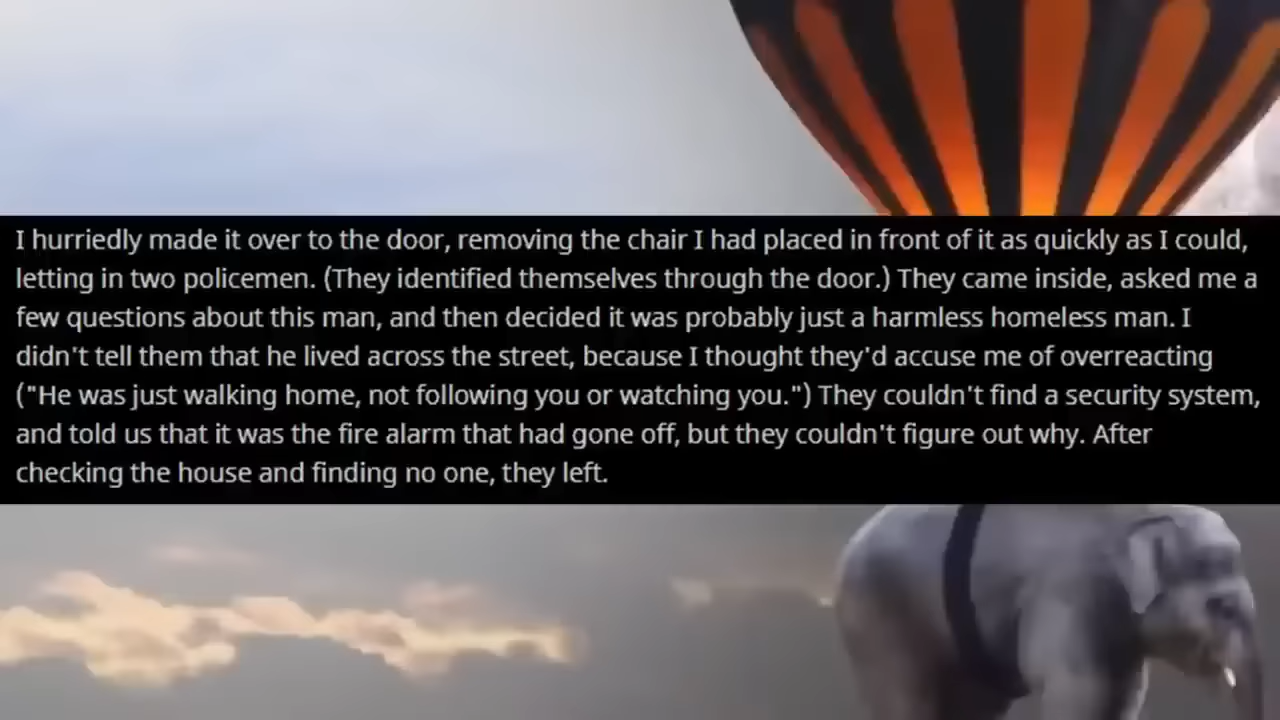 I hurriedly made it over to the door, removing the chair I had placed in front of it as quickly as I could,
letting in two policemen. (They identified themselves through the door.) They came inside, asked me a
few questions about this man, and then decided it was probably just a harmless homeless man. I
didn't tell them that he lived across the street, because I thought they'd accuse me of overreacting
("He was just walking home, not following you or watching you.") They couldn't find a security system,
and told us that it was the fire alarm that had gone off, but they couldn't figure out why. After
checking the house and finding no one, they left.